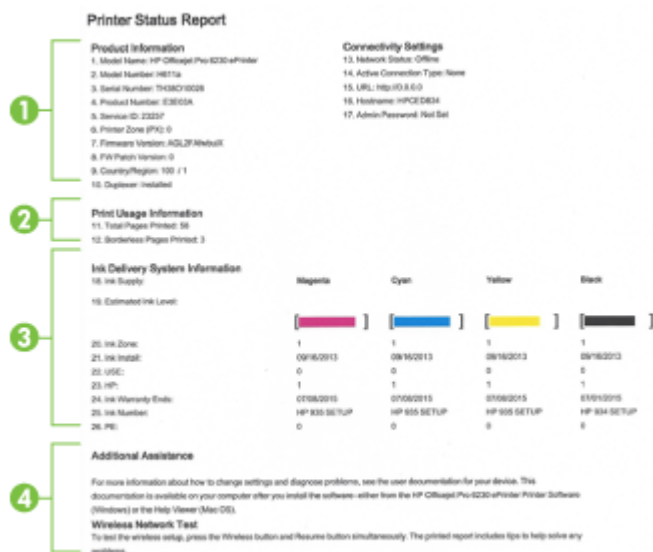 Printer Status Report
1
Product Information
1. Model Name: HP Officejet Pro 6230 ePrinter
2. Model Number: H611a
3. Serial Number:
4. Product Number: E3E03A
5. Service ID: 23257
6. Printer Zone (PX): 0
7. Firmware Version:
8. FW Patch Version: 0
9. Country/Region: 100 / 1
10. Duplexer: Installed
Connectivity Settings
13. Network Status: Offline
14. Active Connection Type: None
15. URL: http://0.0.0.0
16. Hostname: HPCED834
17. Admin Password: Not Set
2
Print Usage Information
11. Total Pages Printed: 56
12. Borderless Pages Printed: 3
3
Ink Delivery System Information
18. Ink Supply: Magenta Cyan Yellow Black
19. Estimated Ink Level:
[ ] [ ] [ ] [ ]
20. Ink Zone: 1 1 1 1
21. Ink Install: 09/16/2013 09/16/2013 09/16/2013 09/16/2013
22. USE: 0 0 0 0
23. HP: 1 1 1 1
24. Ink Warranty Ends: 07/08/2015 07/08/2015 07/08/2015 07/01/2015
25. Ink Number: HP 935 SETUP HP 935 SETUP HP 935 SETUP HP 934 SETUP
26. PE: 0 0 0 0
4
Additional Assistance
For more information about how to change settings and diagnose problems, see the user documentation for your device. This
documentation is available on your computer after you install the software- either from the HP Officejet Pro 6230 ePrinter Printer Software
(Windows) or the Help Viewer (Mac OS).
Wireless Network Test
To test the wireless setup, press the Wireless button and Resume button simultaneously. The printed report includes tips to help solve any
problems.